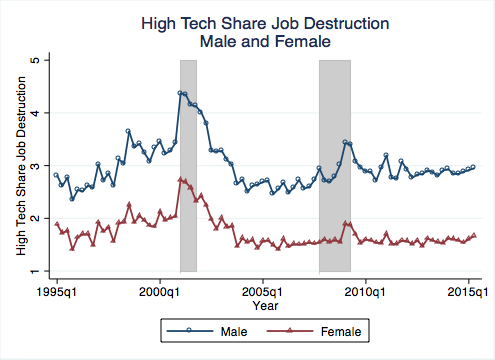 High Tech Share Job Destruction
Male and Female
High Tech Share Job Destruction
5
4
3
2
1
1995q1 2000q1 2005q1 2010q1 2015q1
Year
Male Female